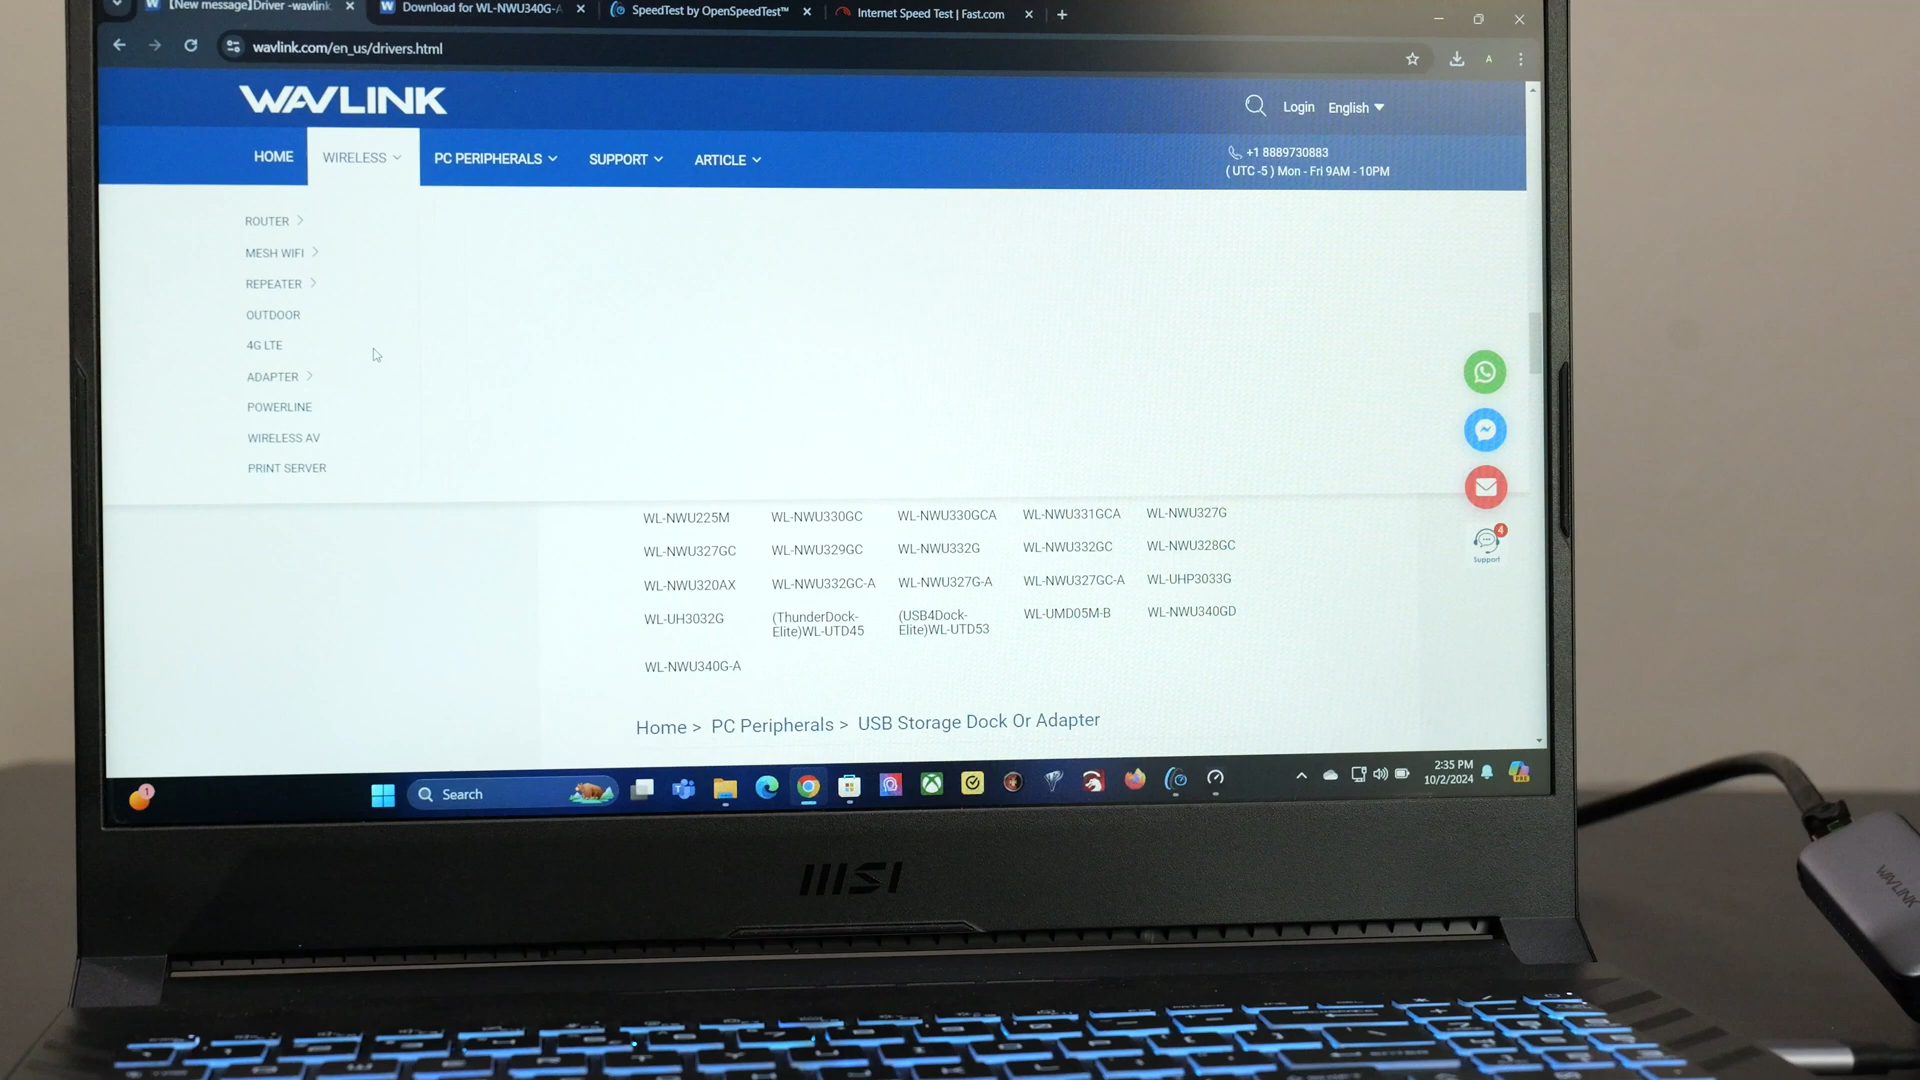 【New message】Driver -wavlink
Download for WL-NWU340G-A
SpeedTest by OpenSpeedTest™
Internet Speed Test | Fast.com
wavlink.com/en_us/drivers.html
A
WAVLINK
Login English
HOME WIRELESS PC PERIPHERALS SUPPORT ARTICLE
+1 8889730883
( UTC -5 ) Mon - Fri 9AM - 10PM
ROUTER
MESH WIFI
REPEATER
OUTDOOR
4G LTE
ADAPTER
POWERLINE
WIRELESS AV
PRINT SERVER
4
Support
WL-NWU225M WL-NWU330GC WL-NWU330GCA WL-NWU331GCA WL-NWU327G
WL-NWU327GC WL-NWU329GC WL-NWU332G WL-NWU332GC WL-NWU328GC
WL-NWU320AX WL-NWU332GC-A WL-NWU327G-A WL-NWU327GC-A WL-UHP3033G
WL-UH3032G (ThunderDock-
Elite)WL-UTD45 (USB4Dock-
Elite)WL-UTD53 WL-UMD05M-B WL-NWU340GD
WL-NWU340G-A
Home > PC Peripherals > USB Storage Dock Or Adapter
1
Search
2:35 PM
10/2/2024
PRE
msi
WAVLINK